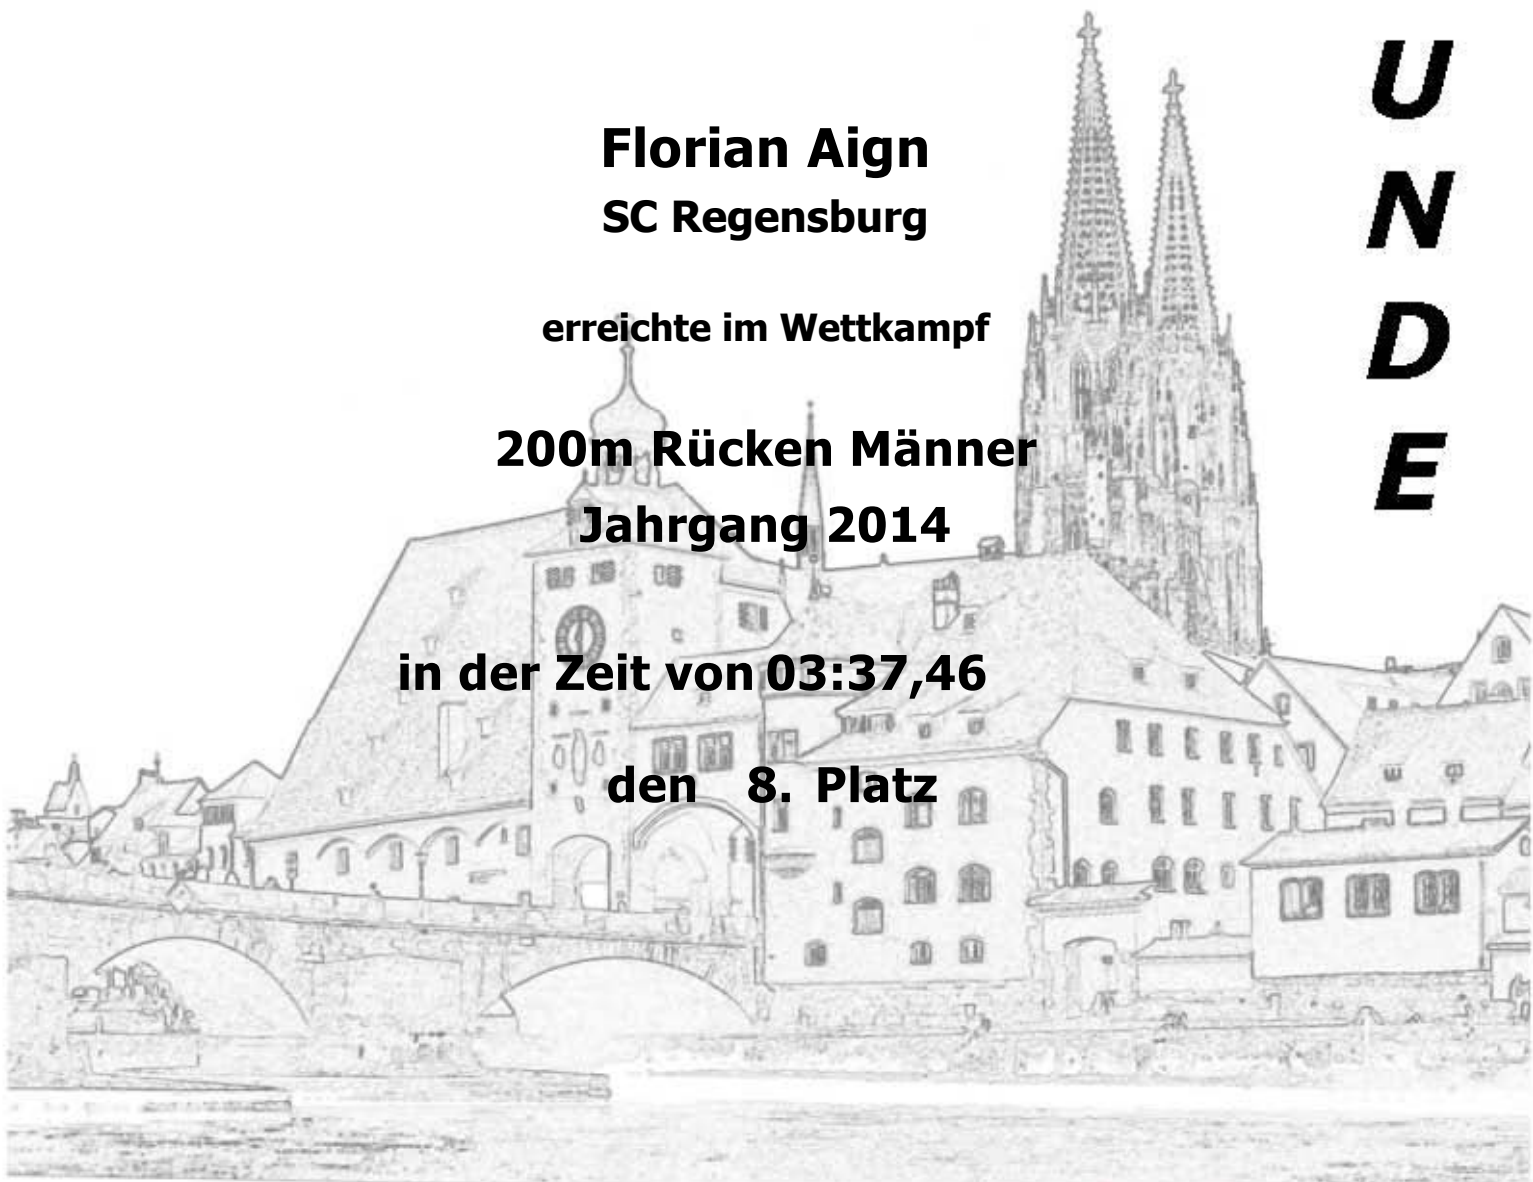 Florian Aign
SC Regensburg
erreichte im Wettkampf
200m Rücken Männer
Jahrgang 2014
in der Zeit von 03:37,46
den 8. Platz
U
N
D
E